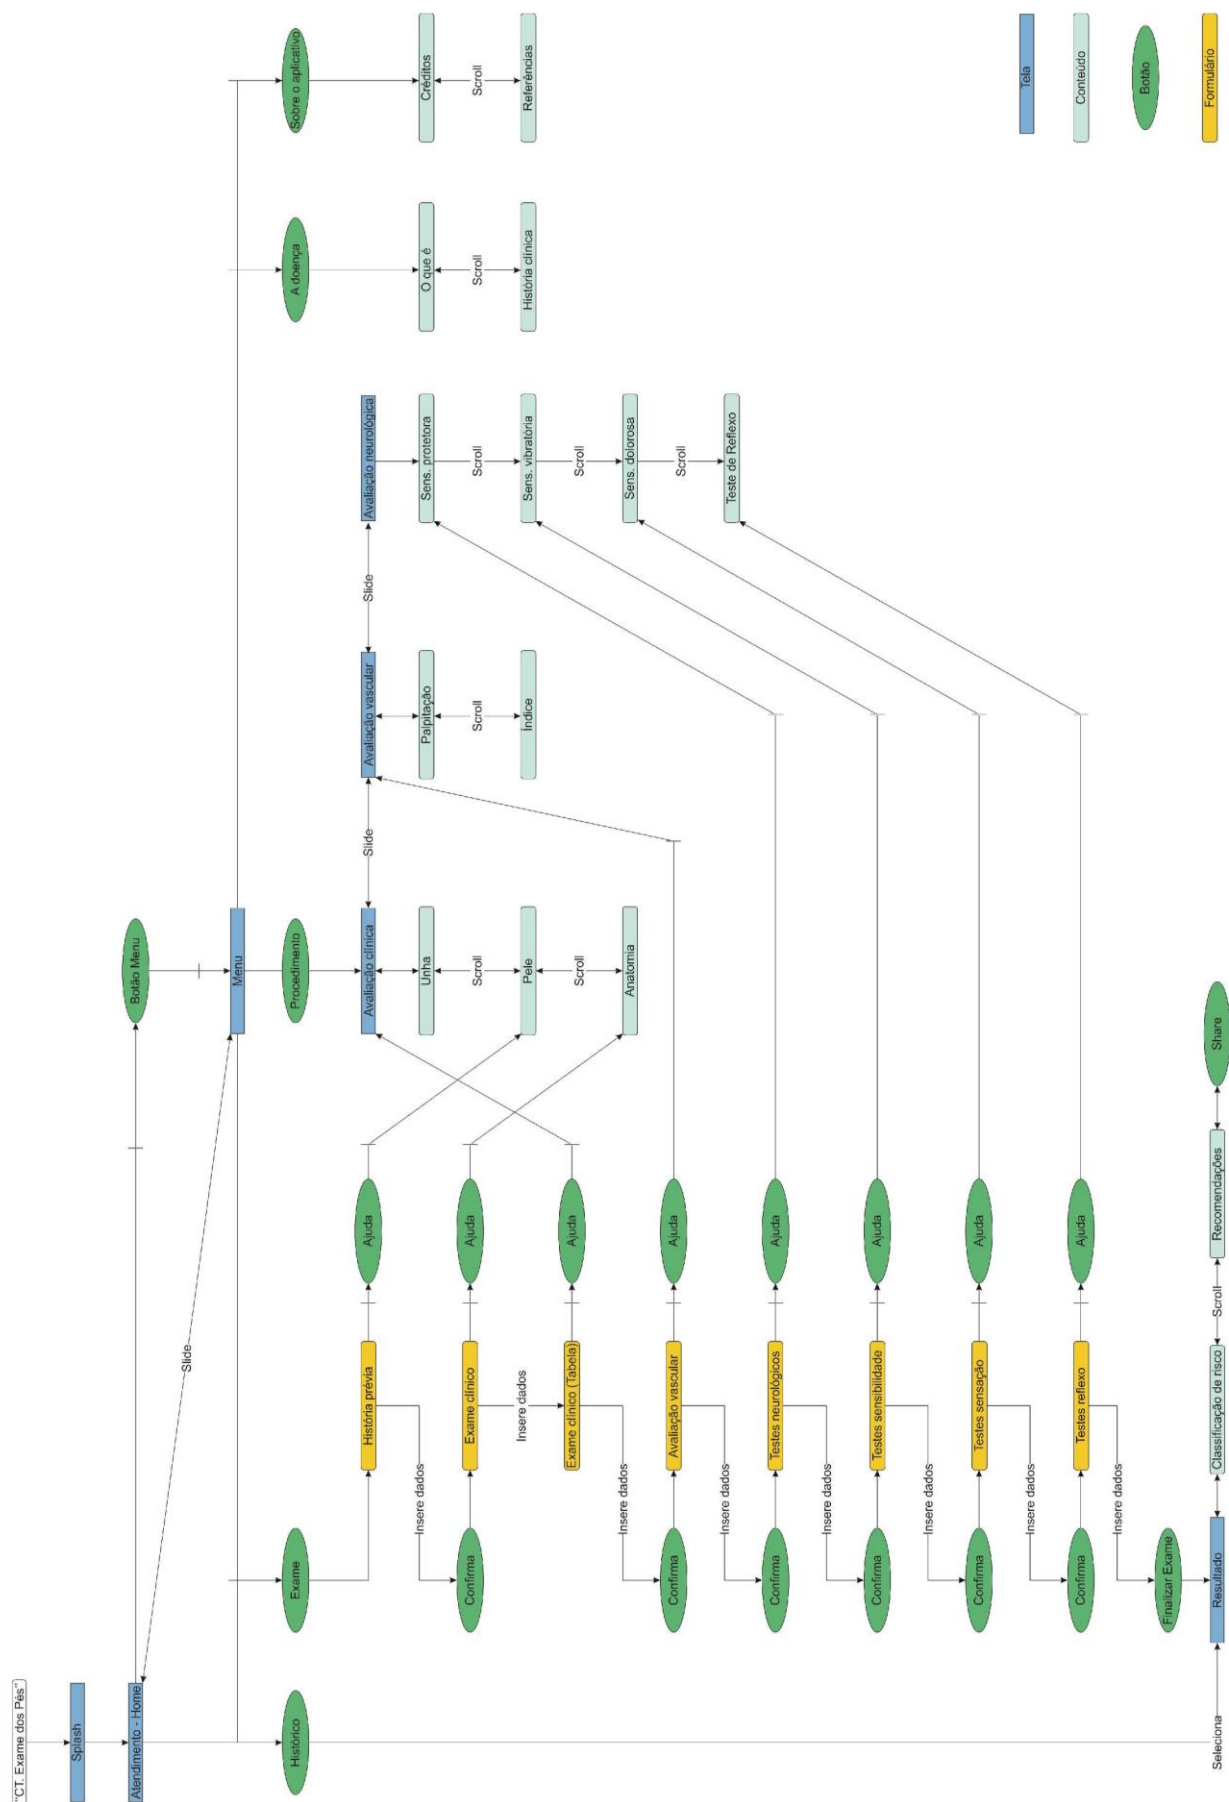 "CT. Exame dos Pés"
Splash
Atendimento - Home
Botão Menu
Slide
Menu
Histórico
Exame
Procedimento
A doença
Sobre o aplicativo
História prévia
Ajuda
Avaliação clínica
Slide
Avaliação vascular
Slide
Avaliação neurológica
Insere dados
Unha
Palpitação
Sens. protetora
O que é
Créditos
Confirma
Exame clínico
Ajuda
Scroll
Scroll
Scroll
Scroll
Scroll
Insere dados
Pele
Índice
Sens. vibratória
História clínica
Referências
Exame clínico (Tabela)
Ajuda
Scroll
Scroll
Insere dados
Anatomia
Sens. dolorosa
Confirma
Avaliação vascular
Ajuda
Scroll
Insere dados
Teste de Reflexo
Confirma
Testes neurológicos
Ajuda
Insere dados
Confirma
Testes sensibilidade
Ajuda
Insere dados
Confirma
Testes sensação
Ajuda
Insere dados
Confirma
Testes reflexo
Ajuda
Insere dados
Finalizar Exame
Seleciona
Resultado
Classificação de risco
Scroll
Recomendações
Share
Tela
Conteúdo
Botão
Formulário